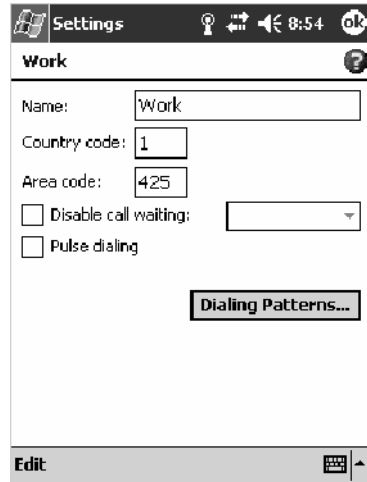 Settings 8:54 ok
Work ?
Name: Work
Country code: 1
Area code: 425
Disable call waiting:
Pulse dialing
Dialing Patterns...
Edit